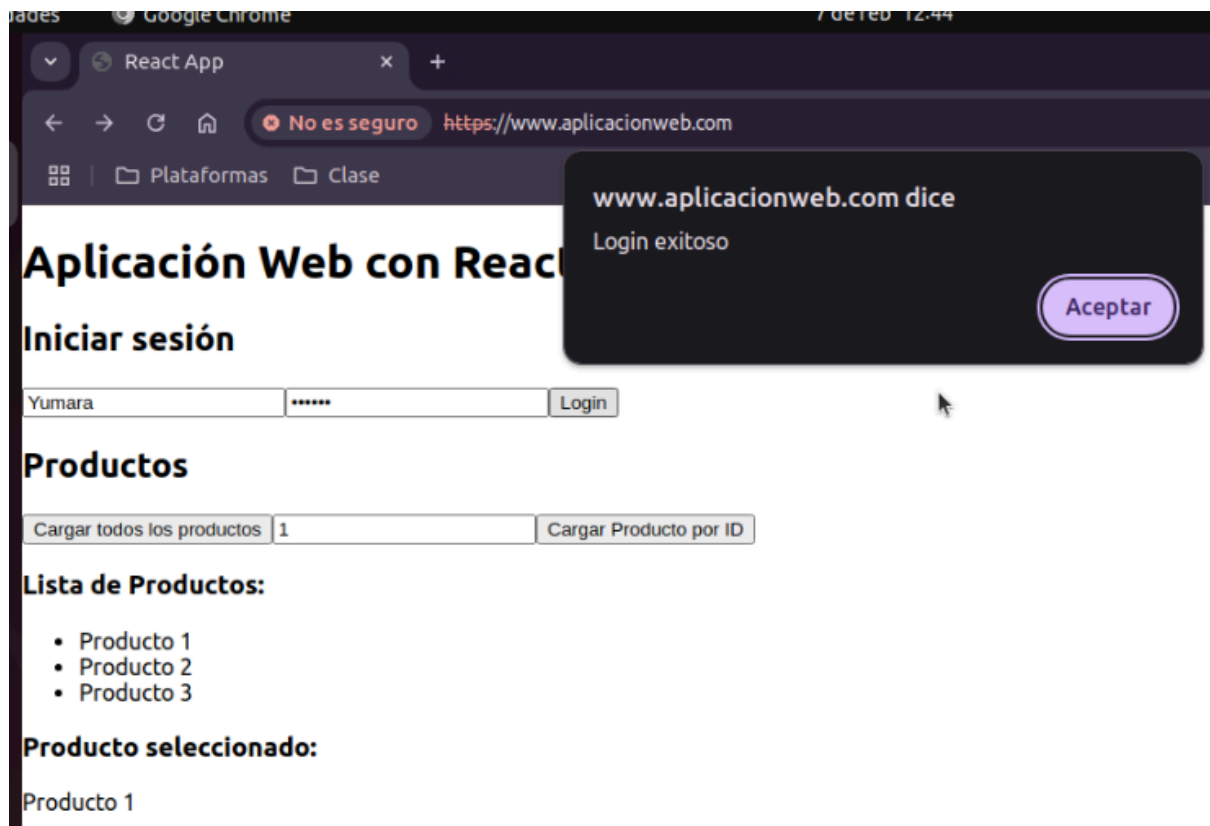 Google Chrome 7 de feb 12:44
React App
No es seguro https://www.aplicacionweb.com
Plataformas Clase
www.aplicacionweb.com dice
Login exitoso
Aceptar
Aplicación Web con React
Iniciar sesión
Yumara •••••• Login
Productos
Cargar todos los productos 1 Cargar Producto por ID
Lista de Productos:
• Producto 1
• Producto 2
• Producto 3
Producto seleccionado:
Producto 1